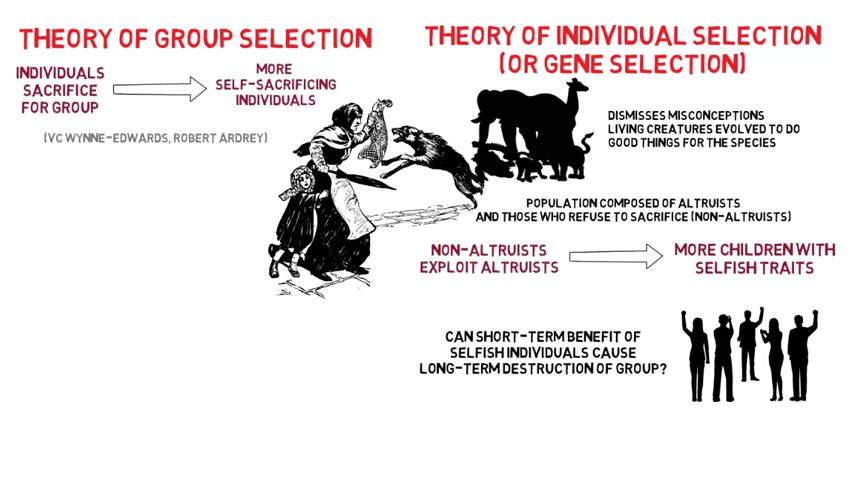 THEORY OF GROUP SELECTION
INDIVIDUALS
SACRIFICE
FOR GROUP
MORE
SELF-SACRIFICING
INDIVIDUALS
(VC WYNNE-EDWARDS, ROBERT ARDREY)
THEORY OF INDIVIDUAL SELECTION
(OR GENE SELECTION)
DISMISSES MISCONCEPTIONS
LIVING CREATURES EVOLVED TO DO
GOOD THINGS FOR THE SPECIES
POPULATION COMPOSED OF ALTRUISTS
AND THOSE WHO REFUSE TO SACRIFICE (NON-ALTRUISTS)
NON-ALTRUISTS
EXPLOIT ALTRUISTS
MORE CHILDREN WITH
SELFISH TRAITS
CAN SHORT-TERM BENEFIT OF
SELFISH INDIVIDUALS CAUSE
LONG-TERM DESTRUCTION OF GROUP?